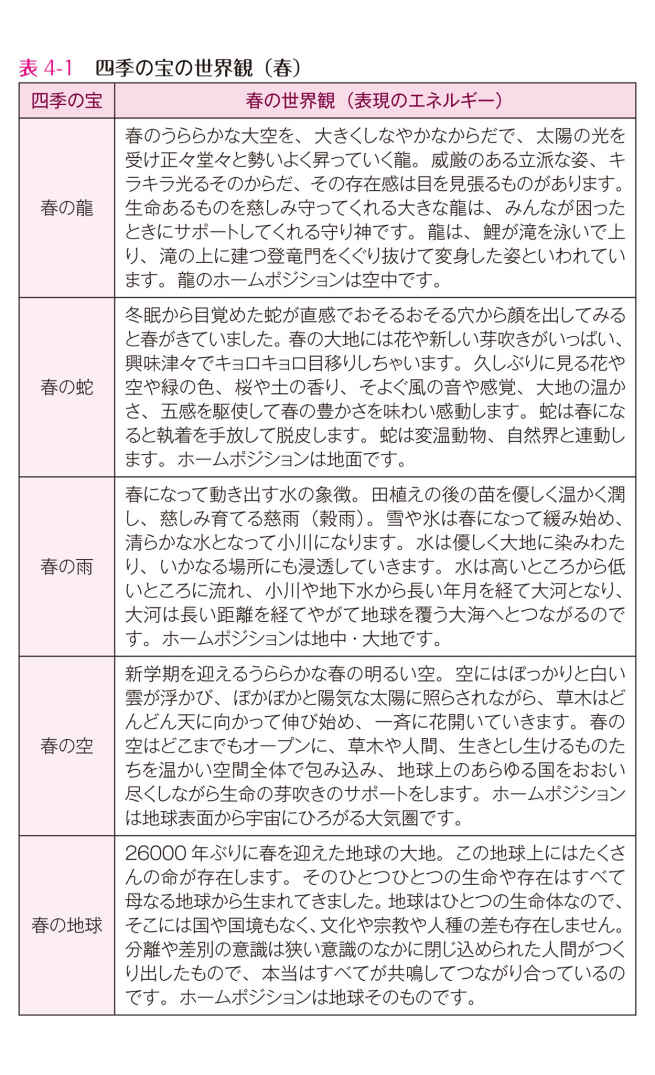 表 4-1　四季の宝の世界観（春）
四季の宝　春の世界観（表現のエネルギー）
春の龍
春のうららかな大空を、大きくしなやかなからだで、太陽の光を
受け正々堂々と勢いよく昇っていく龍。威厳のある立派な姿、キ
ラキラ光るそのからだ、その存在感は目を見張るものがあります。
生命あるものを慈しみ守ってくれる大きな龍は、みんなが困った
ときにサポートしてくれる守り神です。龍は、鯉が滝を泳いで上
り、滝の上に建つ登竜門をくぐり抜けて変身した姿といわれてい
ます。龍のホームポジションは空中です。
春の蛇
冬眠から目覚めた蛇が直感でおそるおそる穴から顔を出してみる
と春がきていました。春の大地には花や新しい芽吹きがいっぱい、
興味津々でキョロキョロ目移りしちゃいます。久しぶりに見る花や
空や緑の色、桜や土の香り、そよぐ風の音や感覚、大地の温か
さ、五感を駆使して春の豊かさを味わい感動します。蛇は春にな
ると執着を手放して脱皮します。蛇は変温動物、自然界と連動し
ます。ホームポジションは地面です。
春の雨
春になって動き出す水の象徴。田植えの後の苗を優しく温かく潤
し、慈しみ育てる慈雨（穀雨）。雪や氷は春になって緩み始め、
清らかな水となって小川になります。水は優しく大地に染みわた
り、いかなる場所にも浸透していきます。水は高いところから低
いところに流れ、小川や地下水から長い年月を経て大河となり、
大河は長い距離を経てやがて地球を覆う大海へとつながるので
す。ホームポジションは地中・大地です。
春の空
新学期を迎えるうららかな春の明るい空。空にはぽっかりと白い
雲が浮かび、ぽかぽかと陽気な太陽に照らされながら、草木はど
んどん天に向かって伸び始め、一斉に花開いていきます。春の
空はどこまでもオープンに、草木や人間、生きとし生けるものた
ちを温かい空間全体で包み込み、地球上のあらゆる国をおおい
尽くしながら生命の芽吹きのサポートをします。ホームポジション
は地球表面から宇宙にひろがる大気圏です。
春の地球
26000 年ぶりに春を迎えた地球の大地。この地球上にはたくさ
んの命が存在します。そのひとつひとつの生命や存在はすべて
母なる地球から生まれてきました。地球はひとつの生命体なので、
そこには国や国境もなく、文化や宗教や人種の差も存在しません。
分離や差別の意識は狭い意識のなかに閉じ込められた人間がつく
り出したもので、本当はすべてが共鳴してつながり合っているの
です。ホームポジションは地球そのものです。